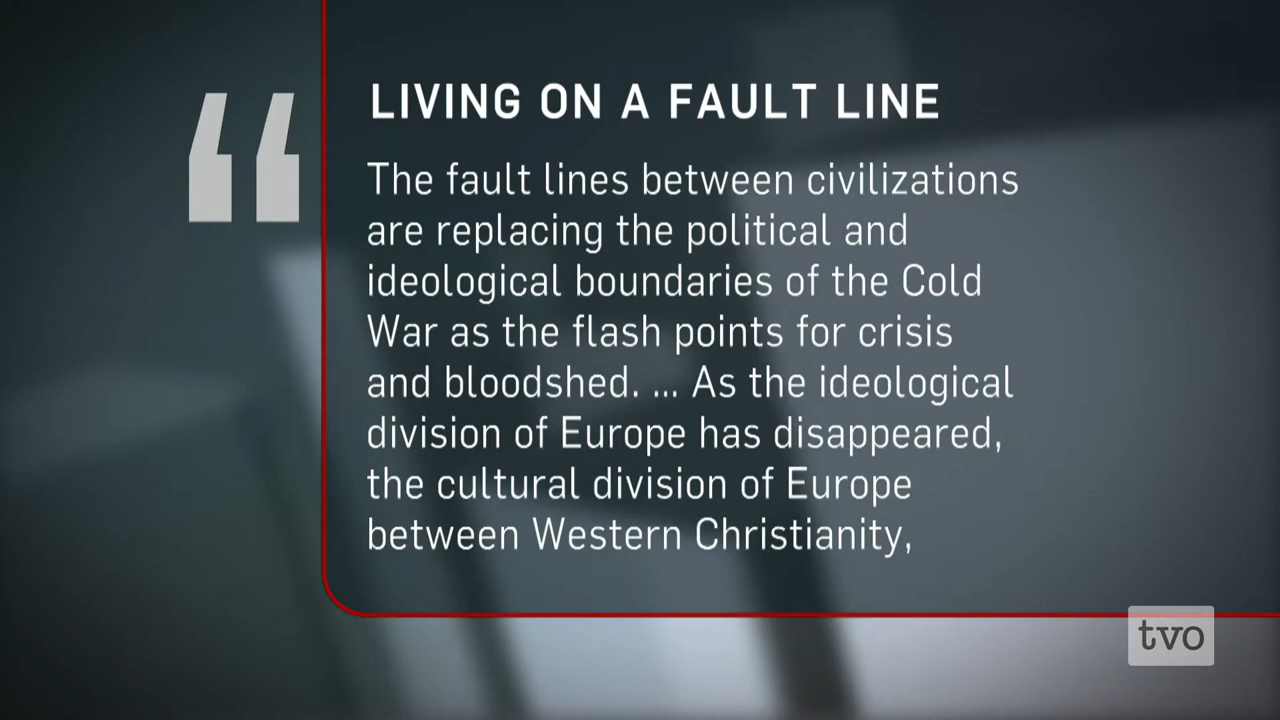 “
LIVING ON A FAULT LINE
The fault lines between civilizations
are replacing the political and
ideological boundaries of the Cold
War as the flash points for crisis
and bloodshed. ... As the ideological
division of Europe has disappeared,
the cultural division of Europe
between Western Christianity,
tvo